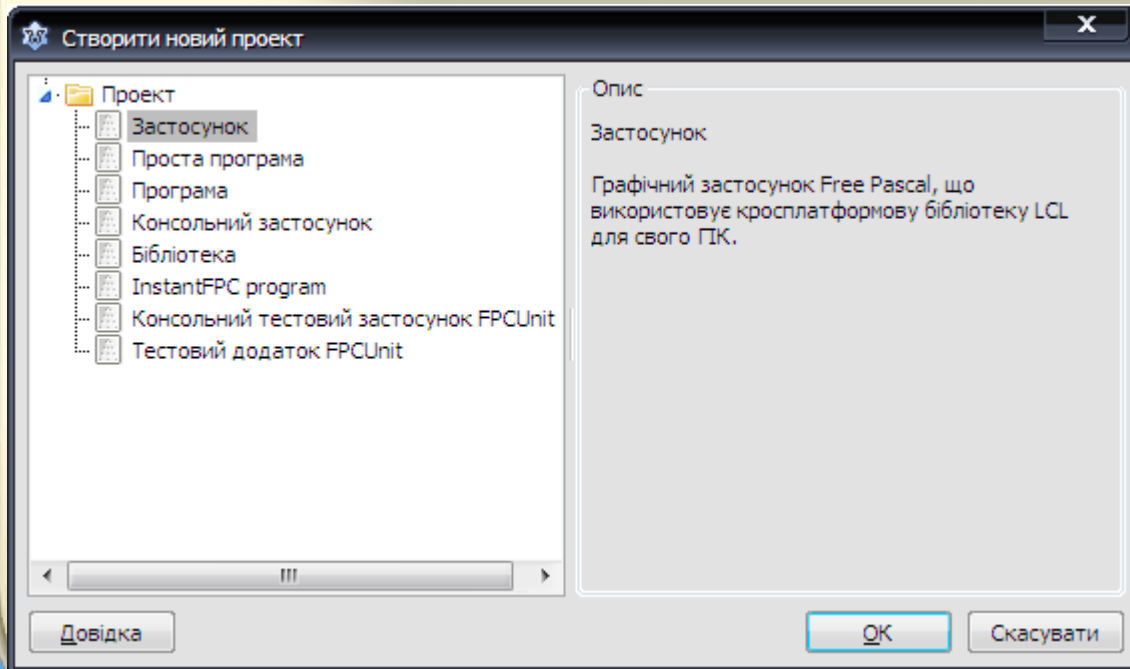 Створити новий проект
Проект
Застосунок
Проста програма
Програма
Консольний застосунок
Бібліотека
InstantFPC program
Консольний тестовий застосунок FPCUnit
Тестовий додаток FPCUnit
Опис
Застосунок
Графічний застосунок Free Pascal, що
використовує кросплатформову бібліотеку LCL
для свого ГІК.
Довідка
OK
Скасувати